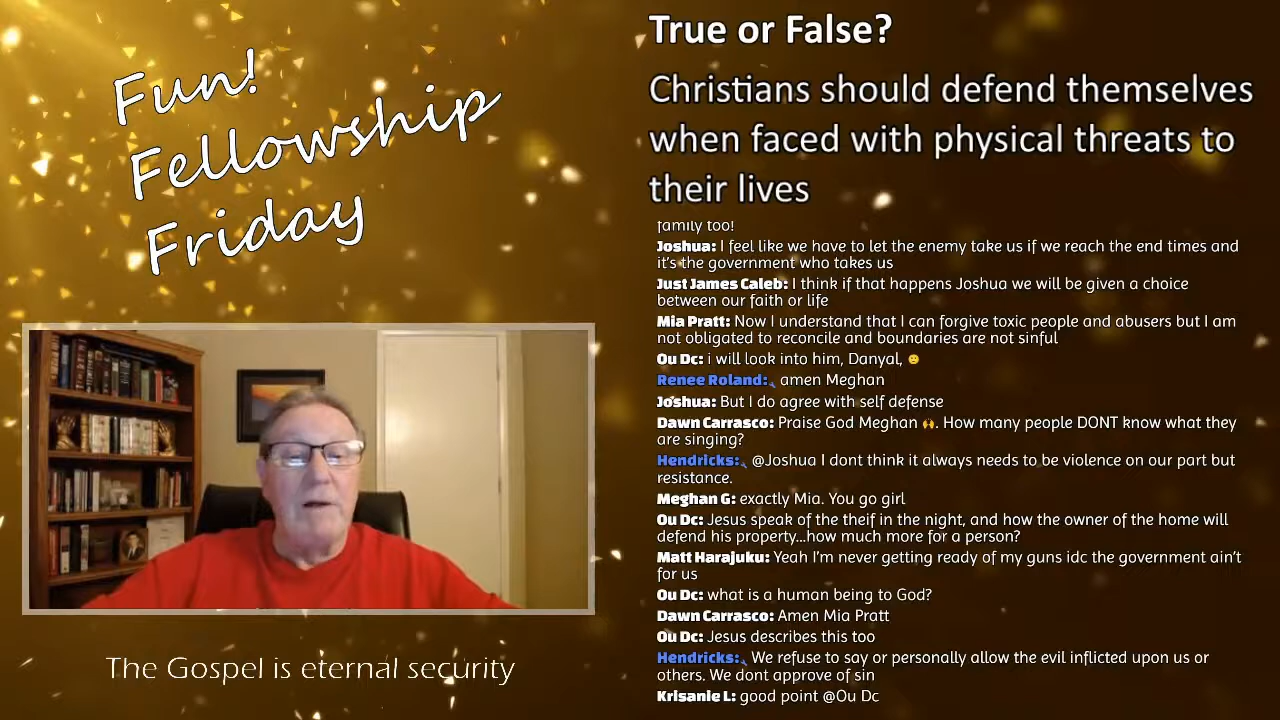 Fun!
Fellowship
Friday
The Gospel is eternal security
True or False?
Christians should defend themselves
when faced with physical threats to
their lives
family too!
Joshua: I feel like we have to let the enemy take us if we reach the end times and
it's the government who takes us
Just James Caleb: I think if that happens Joshua we will be given a choice
between our faith or life
Mia Pratt: Now I understand that I can forgive toxic people and abusers but I am
not obligated to reconcile and boundaries are not sinful
Ou Dc: i will look into him, Danyal, 🙂
Renee Roland: amen Meghan
Joshua: But I do agree with self defense
Dawn Carrasco: Praise God Meghan 🙌. How many people DONT know what they
are singing?
Hendricks: @Joshua I dont think it always needs to be violence on our part but
resistance.
Meghan G: exactly Mia. You go girl
Ou Dc: Jesus speak of the theif in the night, and how the owner of the home will
defend his property...how much more for a person?
Matt Harajuku: Yeah I'm never getting ready of my guns idc the government ain't
for us
Ou Dc: what is a human being to God?
Dawn Carrasco: Amen Mia Pratt
Ou Dc: Jesus describes this too
Hendricks: We refuse to say or personally allow the evil inflicted upon us or
others. We dont approve of sin
Krisanie L: good point @Ou Dc